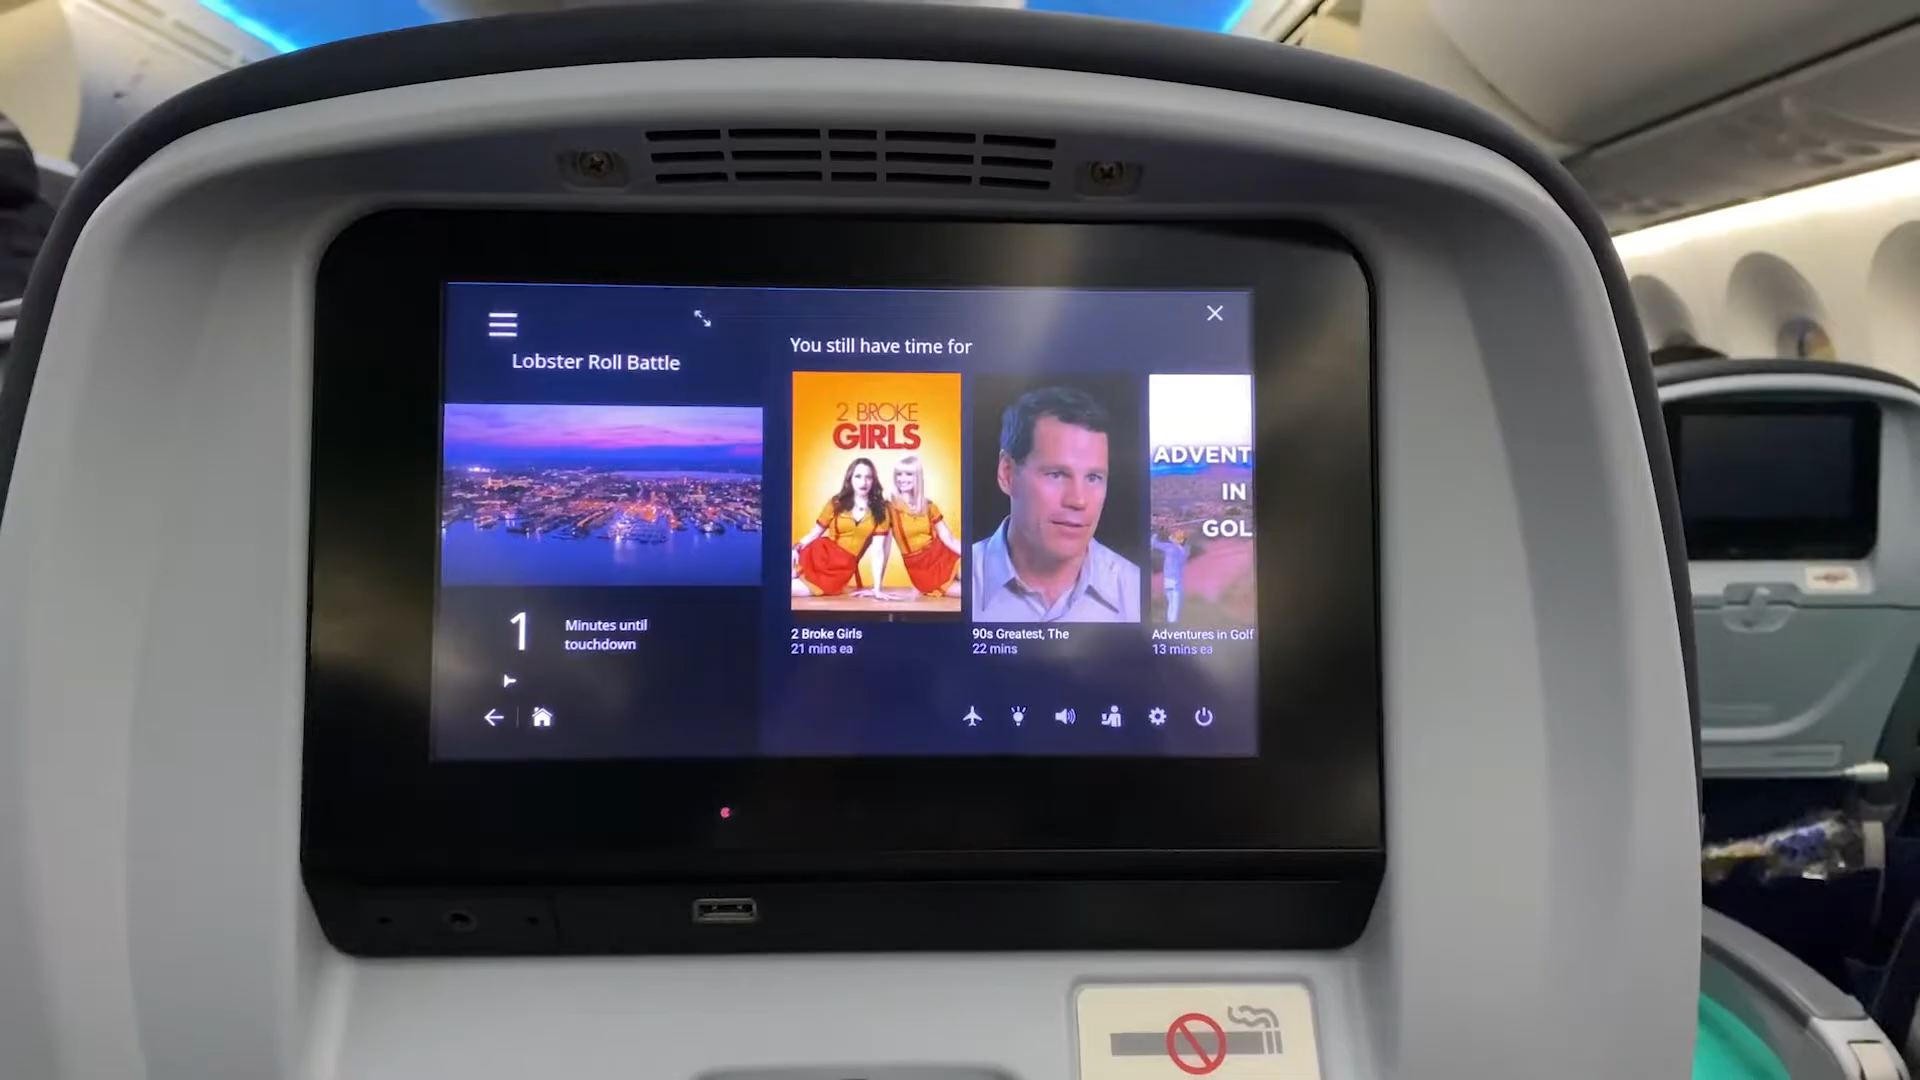 Lobster Roll Battle
You still have time for
2 BROKE
GIRLS
ADVENT
IN
GOL
1
Minutes until
touchdown
2 Broke Girls
21 mins ea
90s Greatest, The
22 mins
Adventures in Golf
13 mins ea